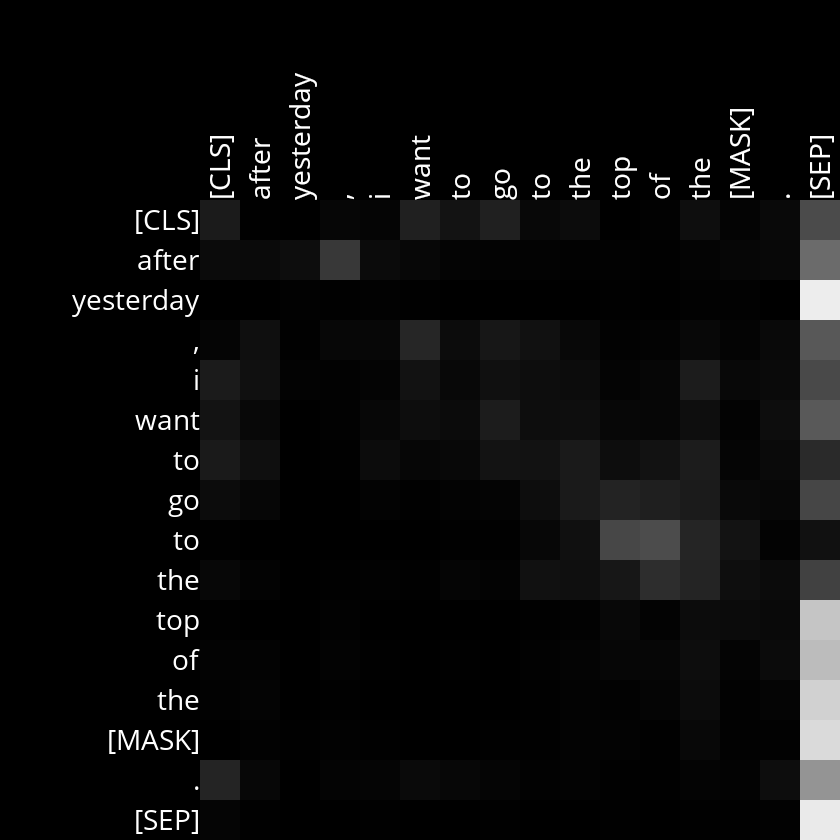 [CLS] after yesterday , i want to go to the top of the [MASK] . [SEP]
[CLS]
after
yesterday
,
i
want
to
go
to
the
top
of
the
[MASK]
.
[SEP]